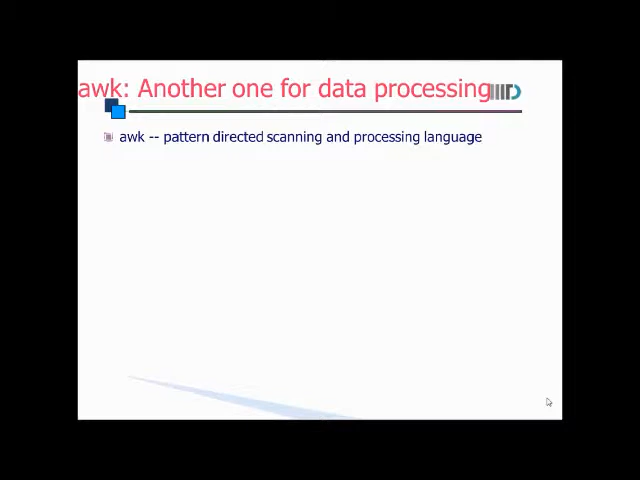 awk: Another one for data processing
awk -- pattern directed scanning and processing language